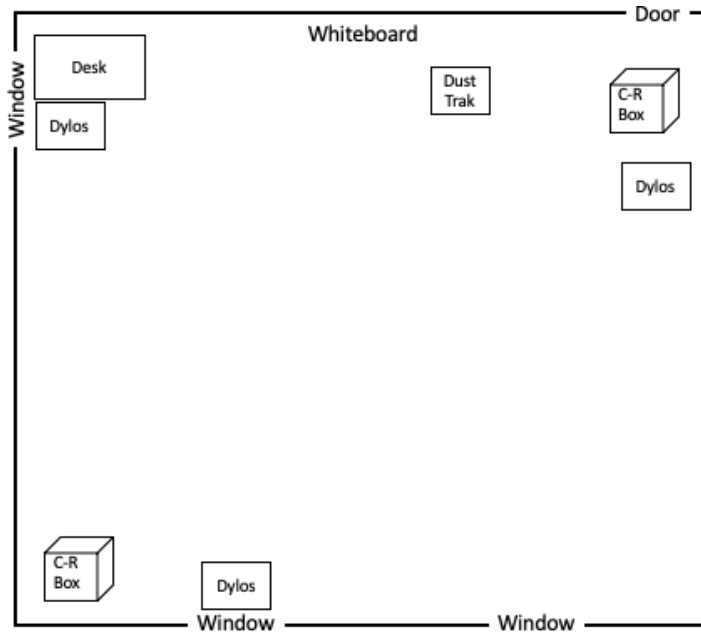 Door
Whiteboard
Window
Desk
Dust
Trak
C-R
Box
Dylos
Dylos
C-R
Box
Dylos
Window
Window